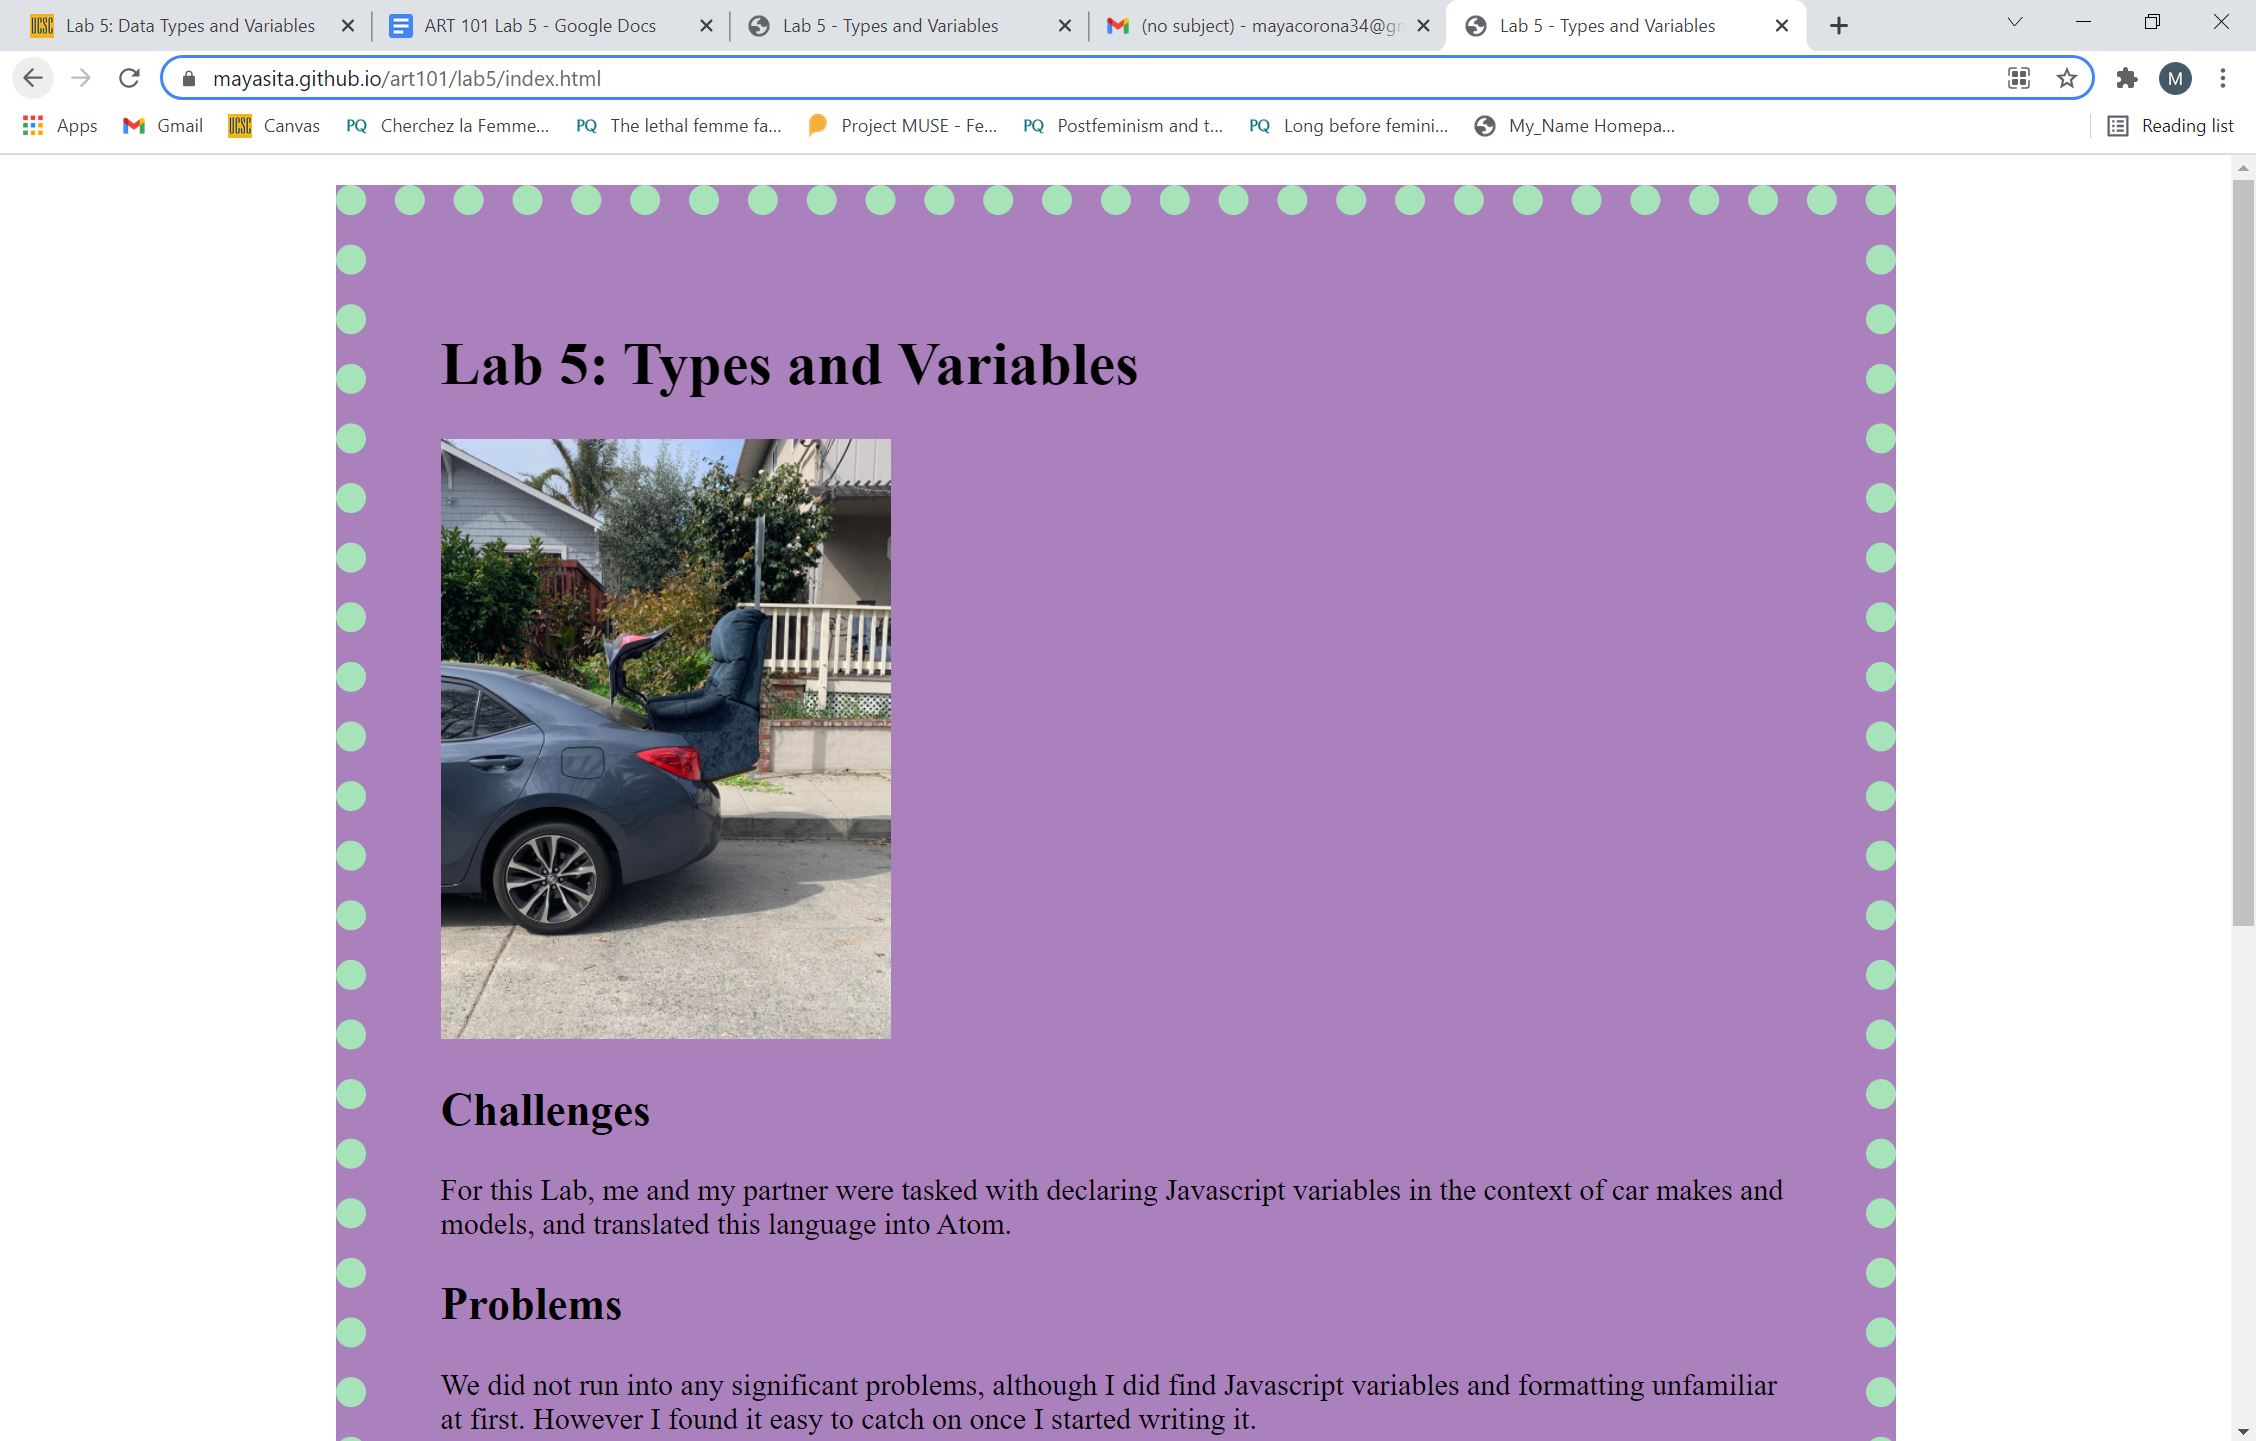 Lab 5: Data Types and Variables
ART 101 Lab 5 - Google Docs
Lab 5 - Types and Variables
(no subject) - mayacorona34@gm
Lab 5 - Types and Variables
mayasita.github.io/art101/lab5/index.html
M
Apps
Gmail
UCSC
Canvas
PQ
Cherchez la Femme...
PQ
The lethal femme fa...
Project MUSE - Fe...
PQ
Postfeminism and t...
PQ
Long before femini...
My_Name Homepa...
Reading list
Lab 5: Types and Variables
Challenges
For this Lab, me and my partner were tasked with declaring Javascript variables in the context of car makes and
models, and translated this language into Atom.
Problems
We did not run into any significant problems, although I did find Javascript variables and formatting unfamiliar
at first. However I found it easy to catch on once I started writing it.